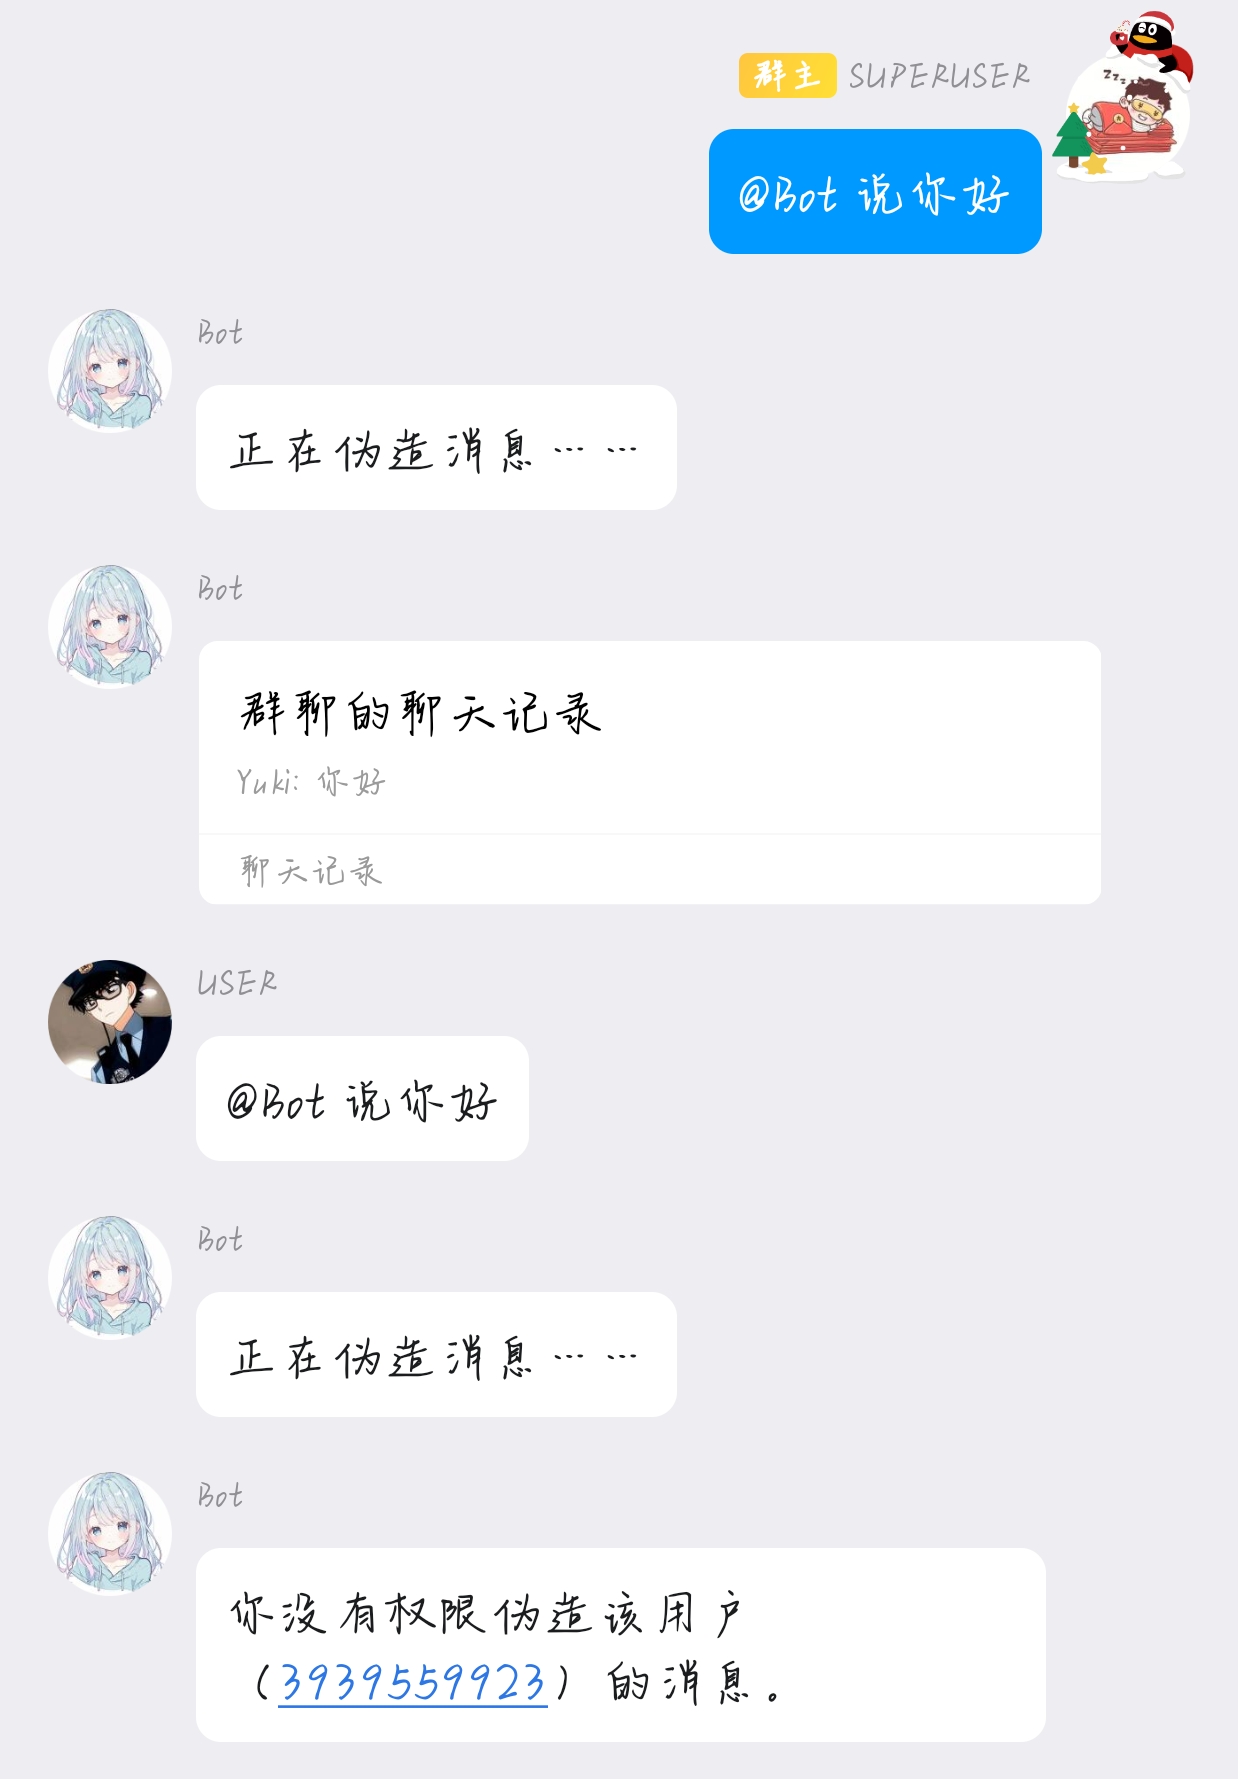 群主 SUPERUSER
zzz
@Bot 说你好
Bot
正在伪造消息……
Bot
群聊的聊天记录
Yuki: 你好
聊天记录
USER
@Bot 说你好
Bot
正在伪造消息……
Bot
你没有权限伪造该用户
（3939559923）的消息。